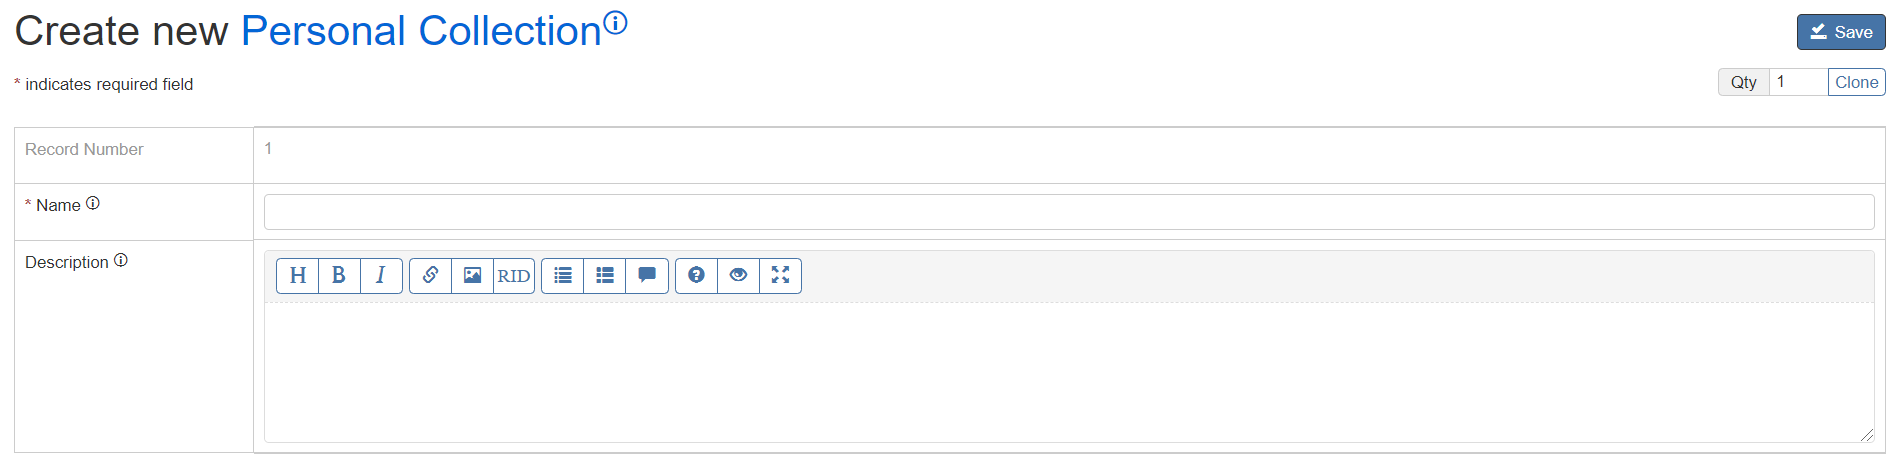 Create new Personal Collection
Save
* indicates required field
Qty 1 Clone
Record Number 1
* Name
Description
H B I RID